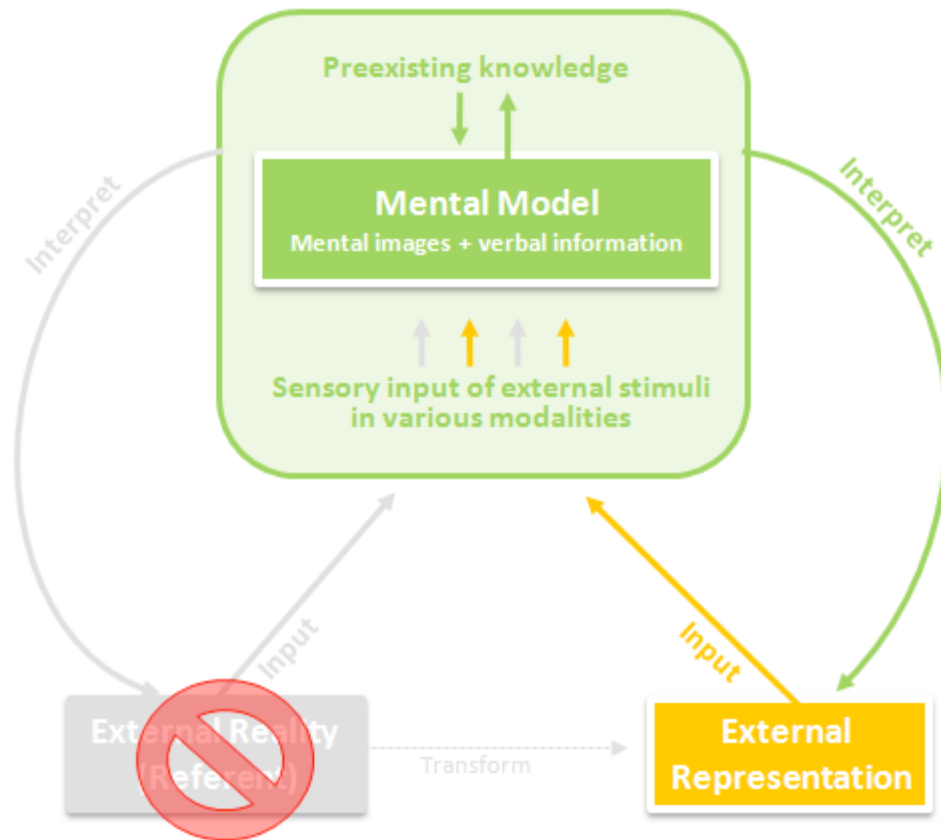 Preexisting knowledge
Mental Model
Mental images + verbal information
Interpret
Interpret
Sensory input of external stimuli
in various modalities
Input
Input
External Reality
(Referent)
Transform
External
Representation